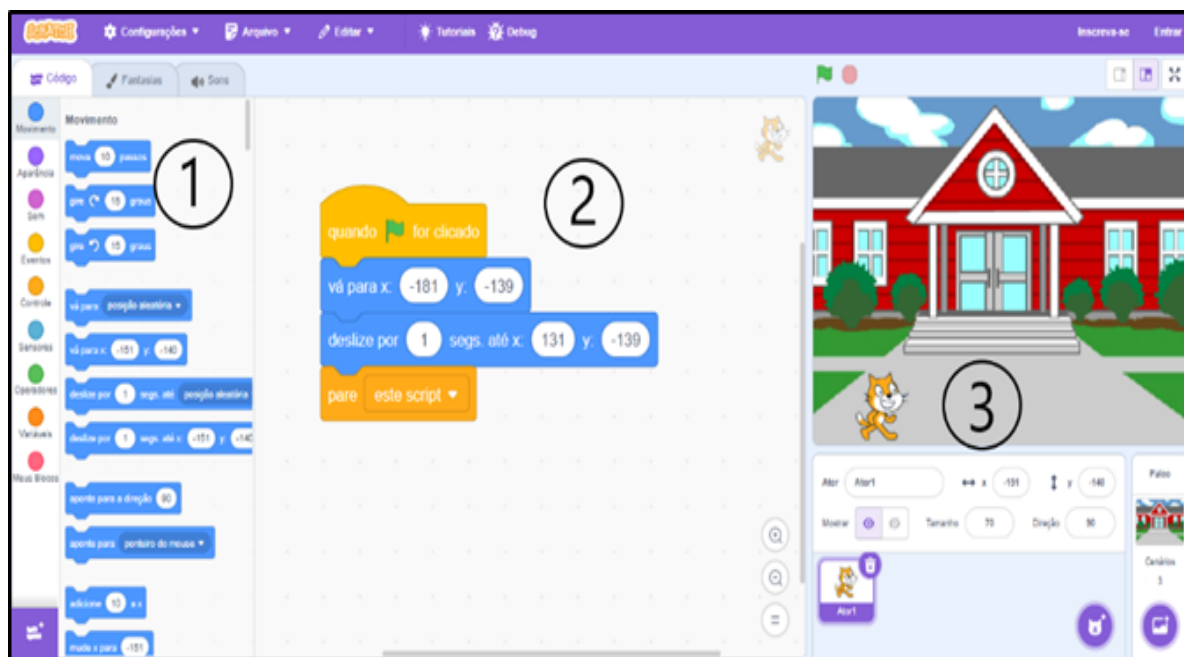 SCRATCH
Configurações
Arquivo
Editar
Tutoriais
Debug
Inscreva-se
Entrar
Código
Fantasias
Sons
Movimento
Aparência
Som
Eventos
Controle
Sensores
Operadores
Variáveis
Meus Blocos
Movimento
mova 10 passos
gire 15 graus
gire 15 graus
vá para posição aleatória
vá para x: -151 y: -140
deslize por 1 segs. até posição aleatória
deslize por 1 segs. até x: -151 y: -140
aponte para a direção 90
aponte para ponteiro do mouse
adicione 10 a x
mude x para -151
1
2
quando for clicado
vá para x: -181 y: -139
deslize por 1 segs. até x: 131 y: -139
pare este script
3
Ator Ator1 x -151 y -140
Mostrar Tamanho 70 Direção 90
Ator1
Palco
Cenários
3